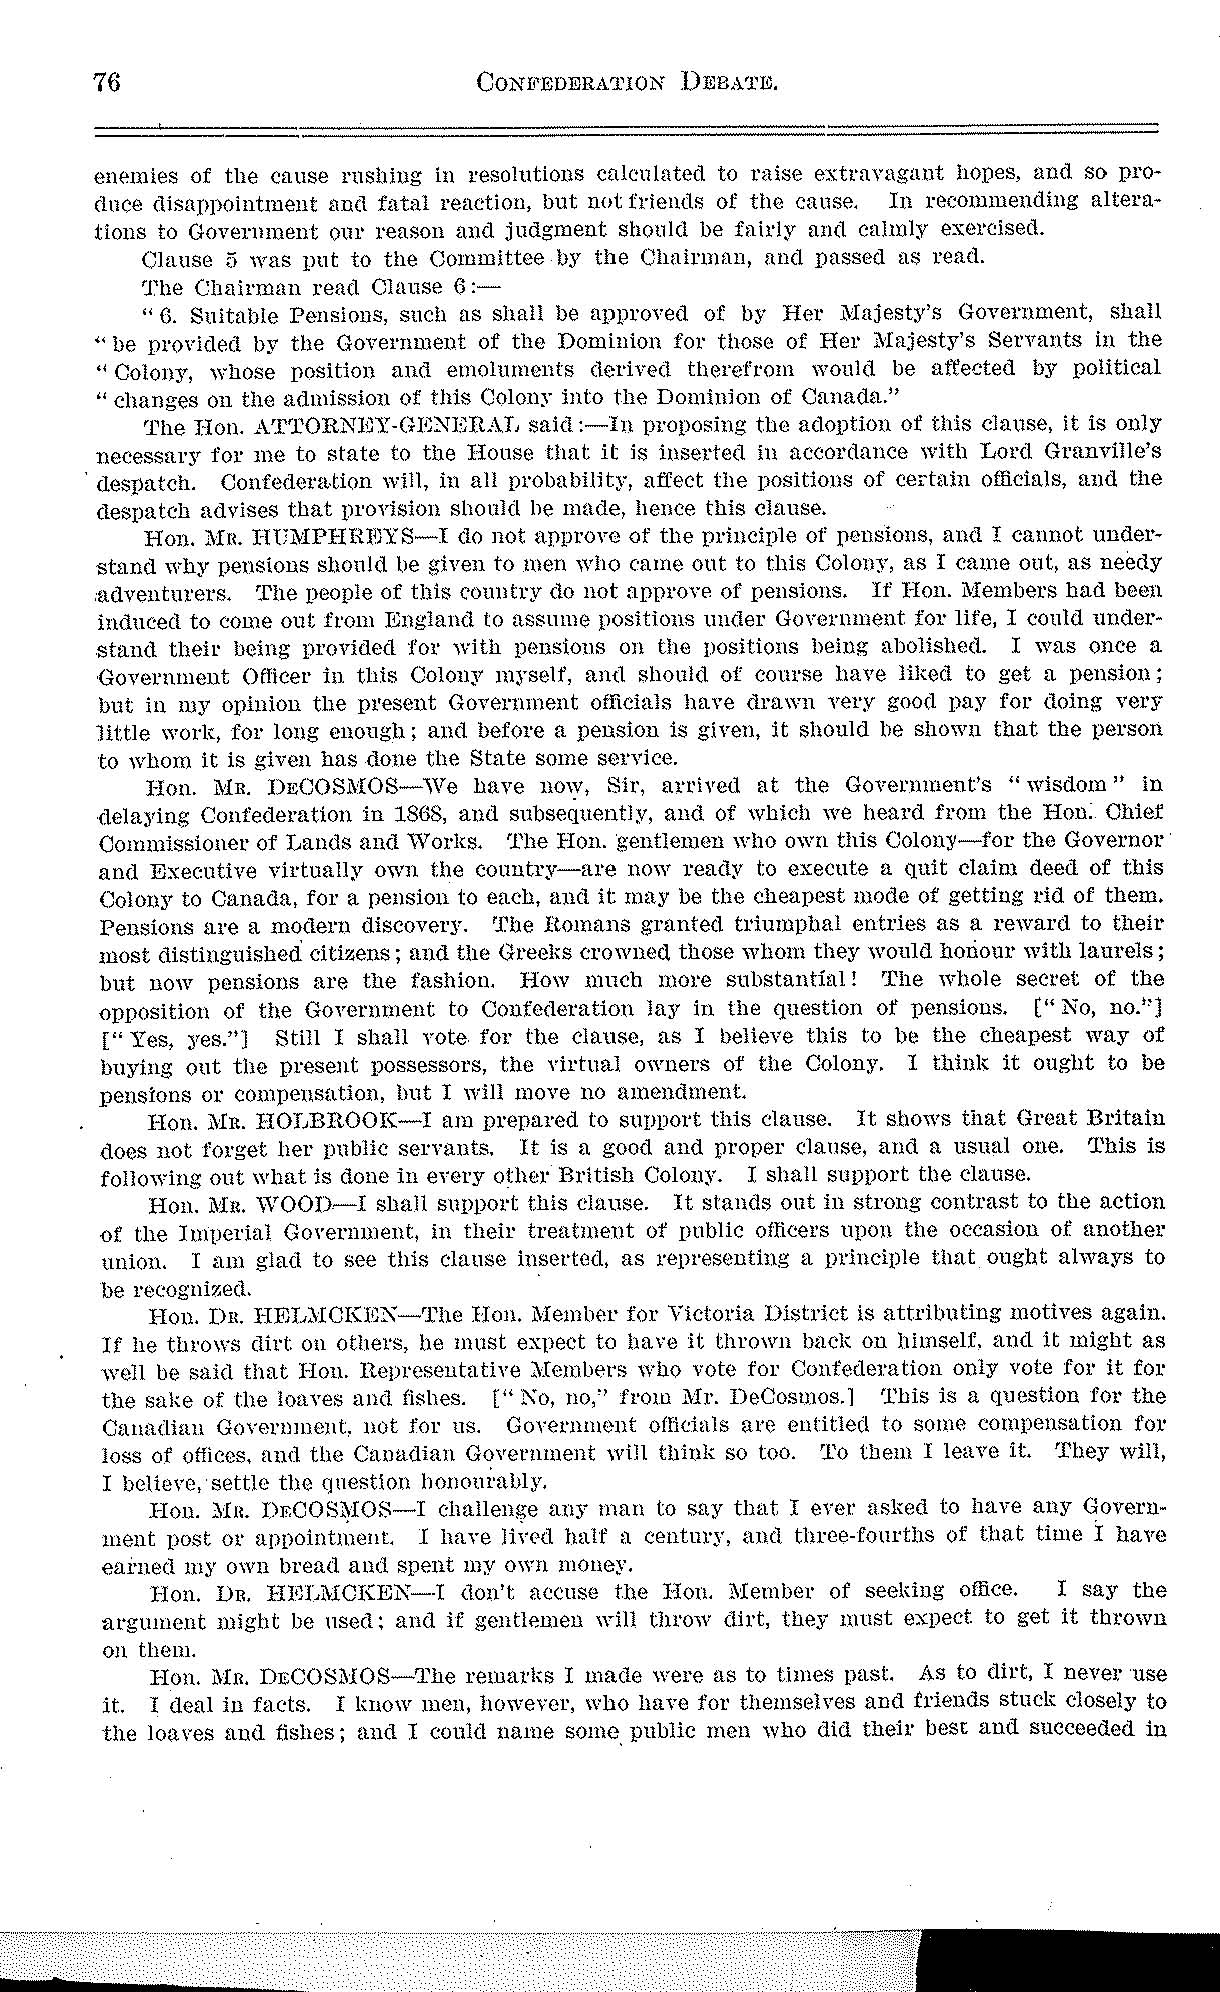 76 CONFEDERATION DEBATE.
enemies of the cause rushing in resolutions calculated to raise extravagant hopes, and so pro-
duce disappointment and fatal reaction, but not friends of the cause. In recommending altera-
tions to Government our reason and judgment should be fairly and calmly exercised.
Clause 5 was put to the Committee by the Chairman, and passed as read.
The Chairman read Clause 6:—
"6. Suitable Pensions, such as shall be approved of by Her Majesty's Government, shall
"be provided by the Government of the Dominion for those of Her Majesty's Servants in the
"Colony, whose position and emoluments derived therefrom would be affected by political
"changes on the admission of this Colony into the Dominion of Canada."
The Hon. ATTORNEY-GENERAL said:—In proposing the adoption of this clause, it is only
necessary for me to state to the House that it is inserted in accordance with Lord Granville's
despatch. Confederation will, in all probability, affect the positions of certain officials, and the
despatch advises that provision should be made, hence this clause.
Hon. MR. HUMPHREYS—I do not approve of the principle of pensions, and I cannot under-
stand why pensions should be given to men who came out to this Colony, as I came out, as needy
adventurers. The people of this country do not approve of pensions. If Hon. Members had been
induced to come out from England to assume positions under Government for life, I could under-
stand their being provided for with pensions on the positions being abolished. I was once a
Government Officer in this Colony myself, and should of course have liked to get a pension;
but in my opinion the present Government officials have drawn very good pay for doing very
little work, for long enough; and before a pension is given, it should be shown that the person
to whom it is given has done the State some service.
Hon. MR. DECOSMOS—We have now, Sir, arrived at the Government's "wisdom" in
delaying Confederation in 1868, and subsequently, and of which we heard from the Hon. Chief
Commissioner of Lands and Works. The Hon. gentlemen who own this Colony—for the Governor
and Executive virtually own the country—are now ready to execute a quit claim deed of this
Colony to Canada, for a pension to each, and it may be the cheapest mode of getting rid of them.
Pensions are a modern discovery. The Romans granted triumphal entries as a reward to their
most distinguished citizens; and the Greeks crowned those whom they would honour with laurels;
but now pensions are the fashion. How much more substantial! The whole secret of the
opposition of the Government to Confederation lay in the question of pensions. ["No, no."]
["Yes, yes."] Still I shall vote for the clause, as I believe this to be the cheapest way of
buying out the present possessors, the virtual owners of the Colony. I think it ought to be
pensions or compensation, but I will move no amendment.
Hon. MR. HOLBROOK—I am prepared to support this clause. It shows that Great Britain
does not forget her public servants. It is a good and proper clause, and a usual one. This is
following out what is done in every other British Colony. I shall support the clause.
Hon. MR. WOOD—I shall support this clause. It stands out in strong contrast to the action
of the Imperial Government, in their treatment of public officers upon the occasion of another
union. I am glad to see this clause inserted, as representing a principle that ought always to
be recognized.
Hon. DR. HELMCKEN—The Hon. Member for Victoria District is attributing motives again.
If he throws dirt on others, he must expect to have it thrown back on himself, and it might as
well be said that Hon. Representative Members who vote for Confederation only vote for it for
the sake of the loaves and fishes. ["No, no," from Mr. DeCosmos.] This is a question for the
Canadian Government, not for us. Government officials are entitled to some compensation for
loss of offices, and the Canadian Government will think so too. To them I leave it. They will,
I believe, settle the question honourably.
Hon. MR. DECOSMOS—I challenge any man to say that I ever asked to have any Govern-
ment post or appointment. I have lived half a century, and three-fourths of that time I have
earned my own bread and spent my own money.
Hon. DR. HELMCKEN—I don't accuse the Hon. Member of seeking office. I say the
argument might be used; and if gentlemen will throw dirt, they must expect to get it thrown
on them.
Hon. MR. DECOSMOS—The remarks I made were as to times past. As to dirt, I never use
it. I deal in facts. I know men, however, who have for themselves and friends stuck closely to
the loaves and fishes; and I could name some public men who did their best and succeeded in